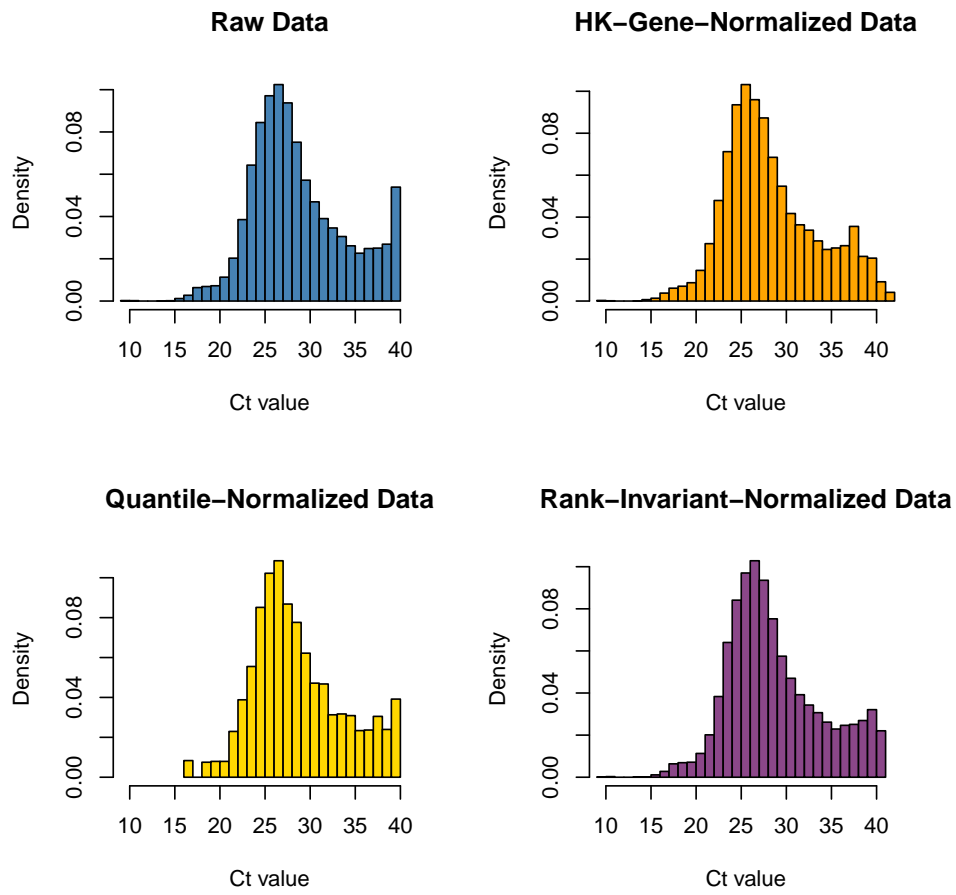 Raw Data
Density
0.00
0.04
0.08
10 15 20 25 30 35 40
Ct value
HK−Gene−Normalized Data
Density
0.00
0.04
0.08
10 15 20 25 30 35 40
Ct value
Quantile−Normalized Data
Density
0.00
0.04
0.08
10 15 20 25 30 35 40
Ct value
Rank−Invariant−Normalized Data
Density
0.00
0.04
0.08
10 15 20 25 30 35 40
Ct value